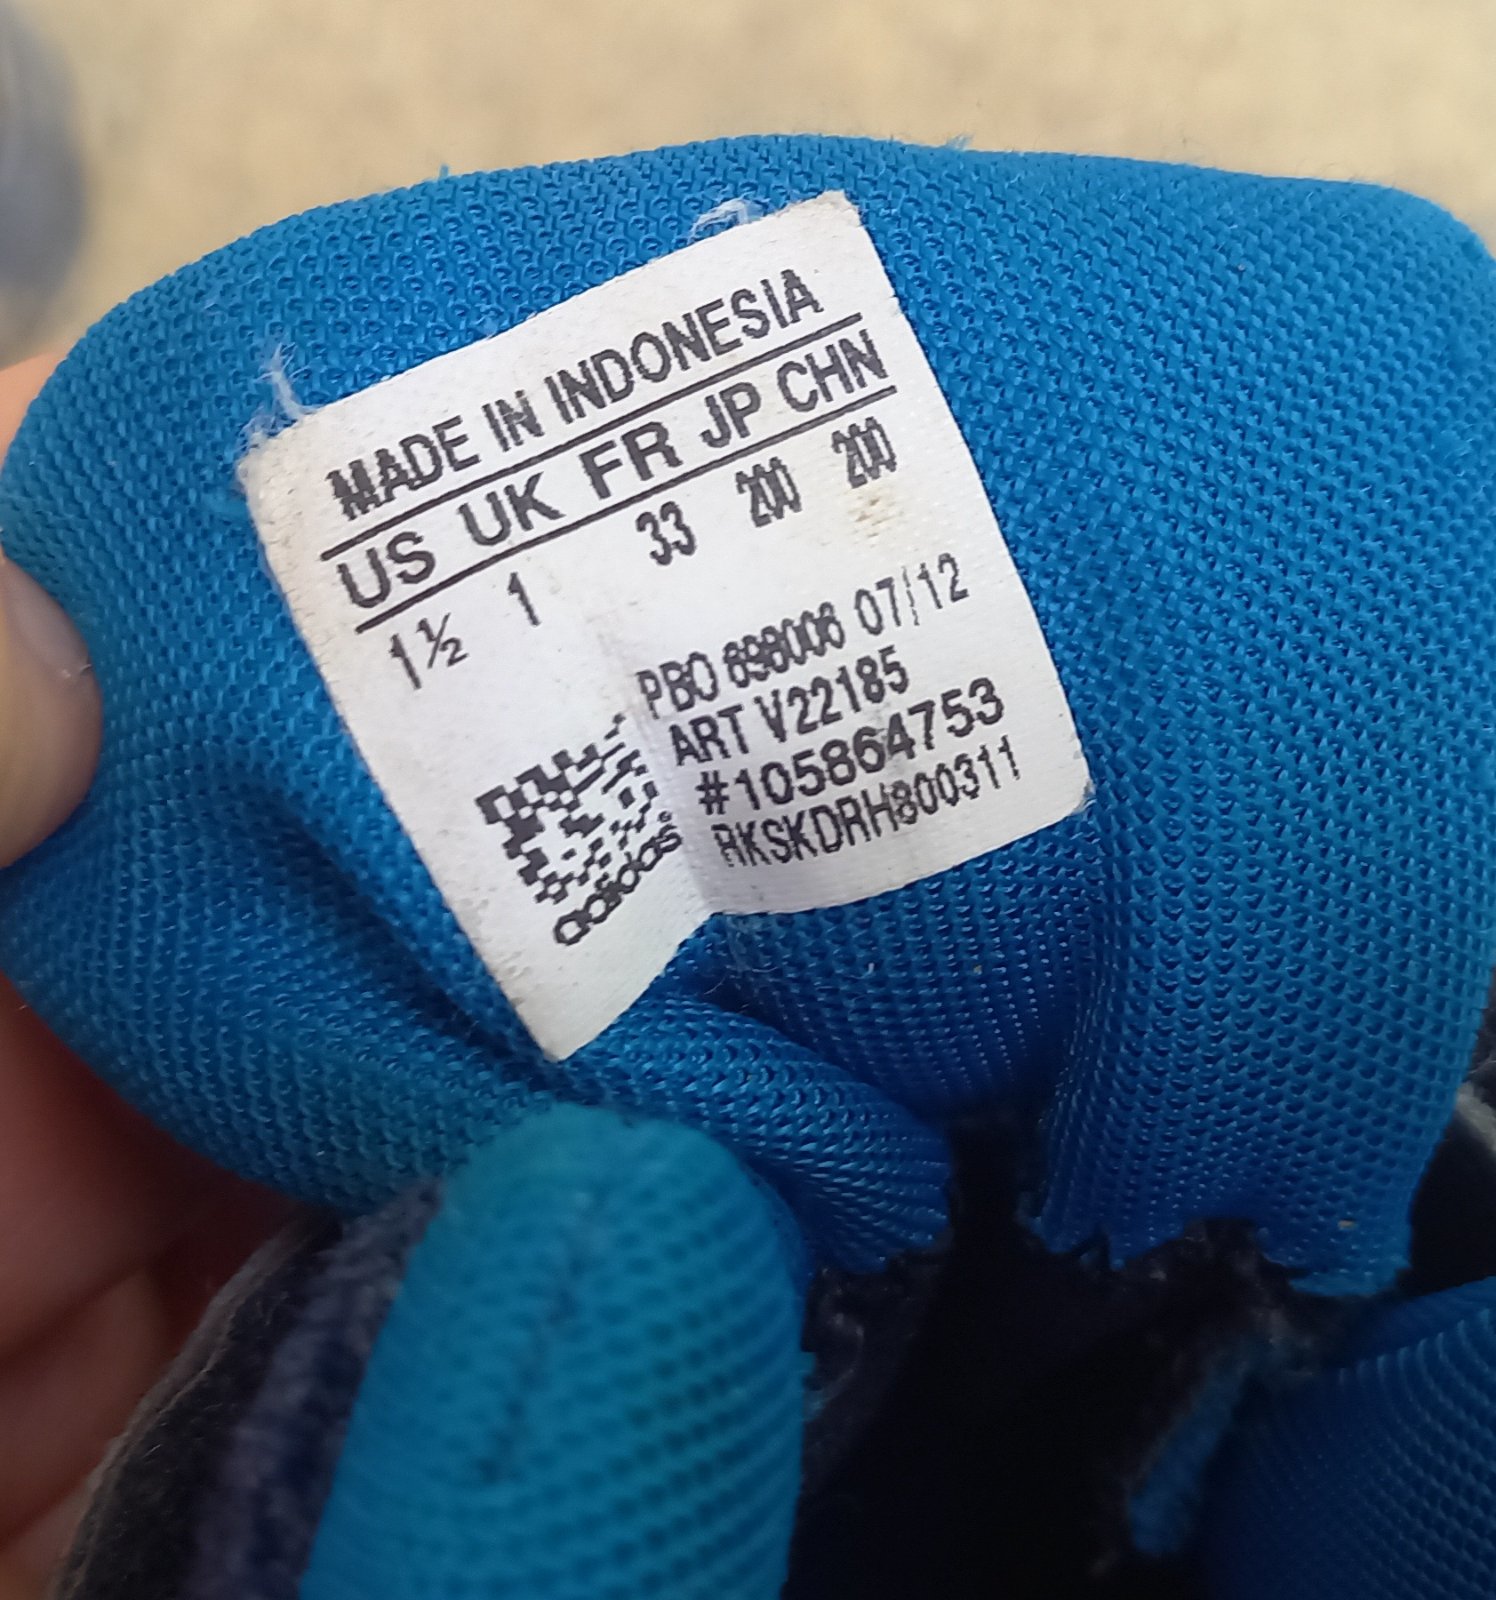 MADE IN INDONESIA
US UK FR JP CHN
1½ 1 33 200 200
PBO 698006 07/12
ART V22185
#105864753
RKSKDRH800311
adidas